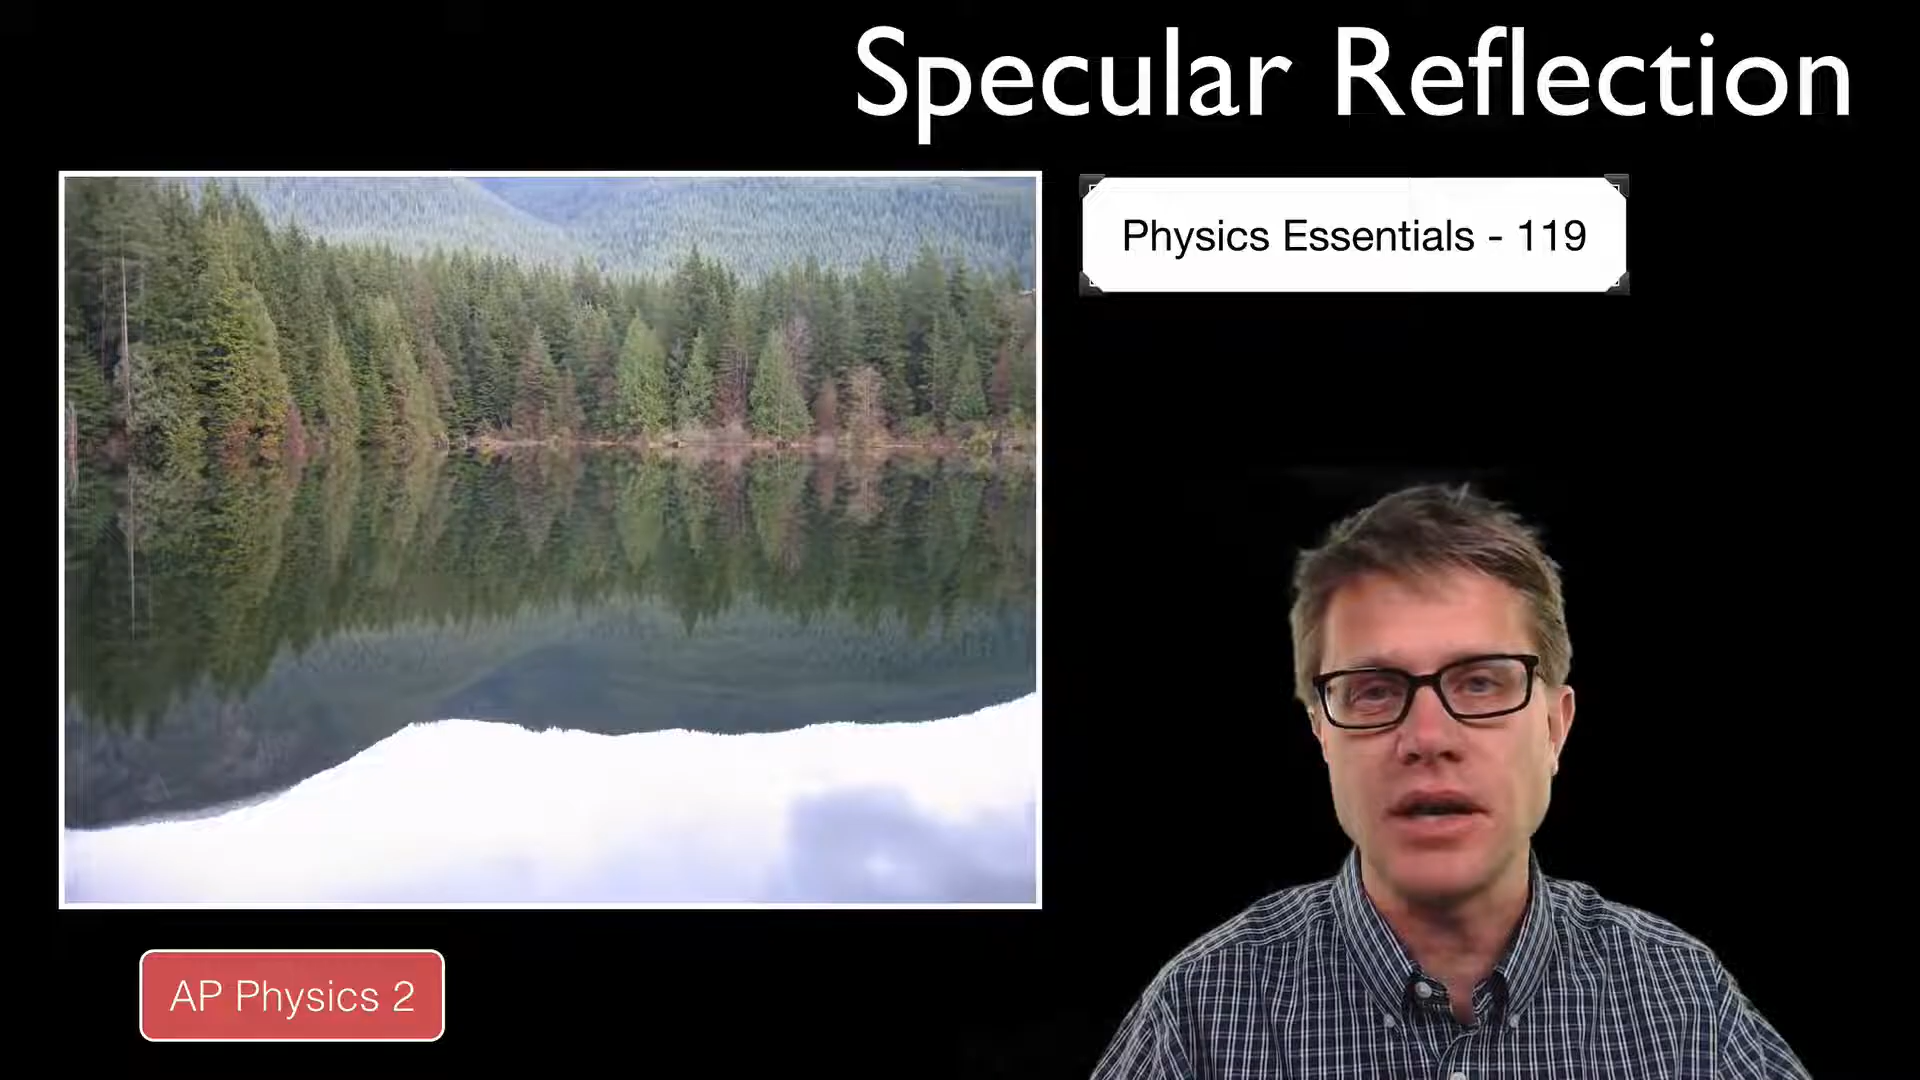 Specular Reflection
Physics Essentials - 119
AP Physics 2